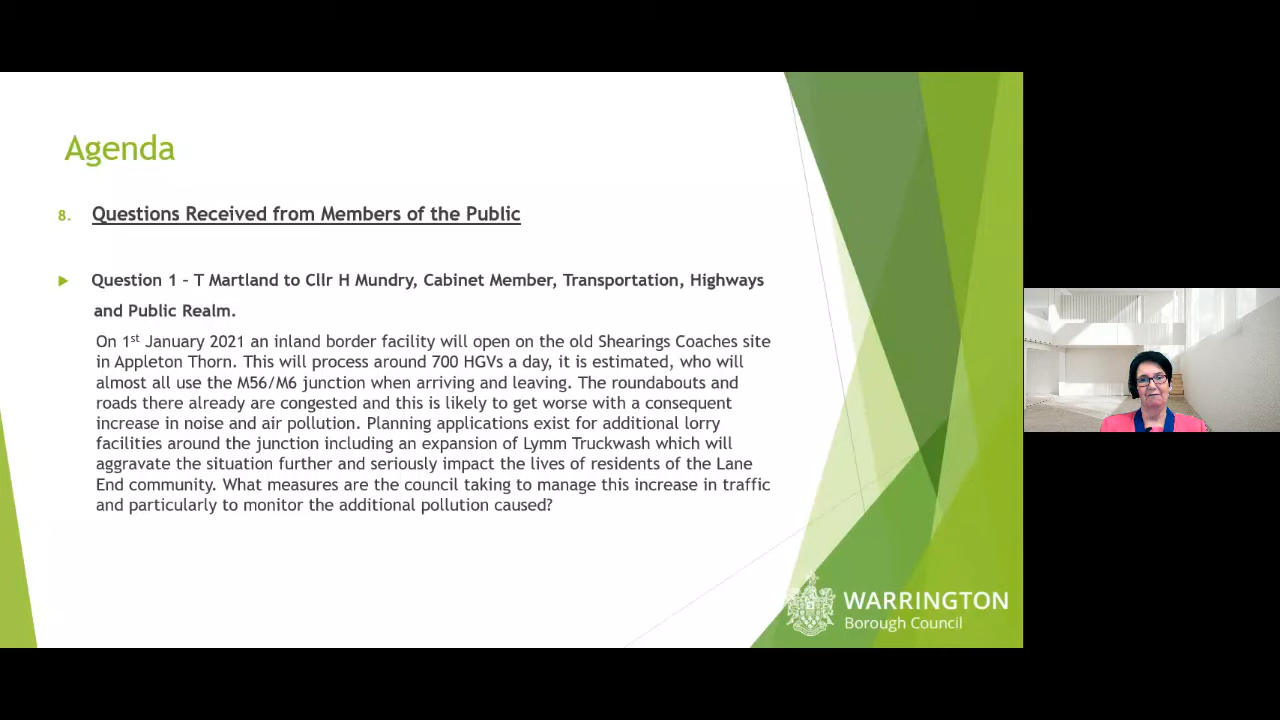 Agenda
8. Questions Received from Members of the Public
Question 1 – T Martland to Cllr H Mundry, Cabinet Member, Transportation, Highways
and Public Realm.
On 1st January 2021 an inland border facility will open on the old Shearings Coaches site
in Appleton Thorn. This will process around 700 HGVs a day, it is estimated, who will
almost all use the M56/M6 junction when arriving and leaving. The roundabouts and
roads there already are congested and this is likely to get worse with a consequent
increase in noise and air pollution. Planning applications exist for additional lorry
facilities around the junction including an expansion of Lymm Truckwash which will
aggravate the situation further and seriously impact the lives of residents of the Lane
End community. What measures are the council taking to manage this increase in traffic
and particularly to monitor the additional pollution caused?
WARRINGTON
Borough Council